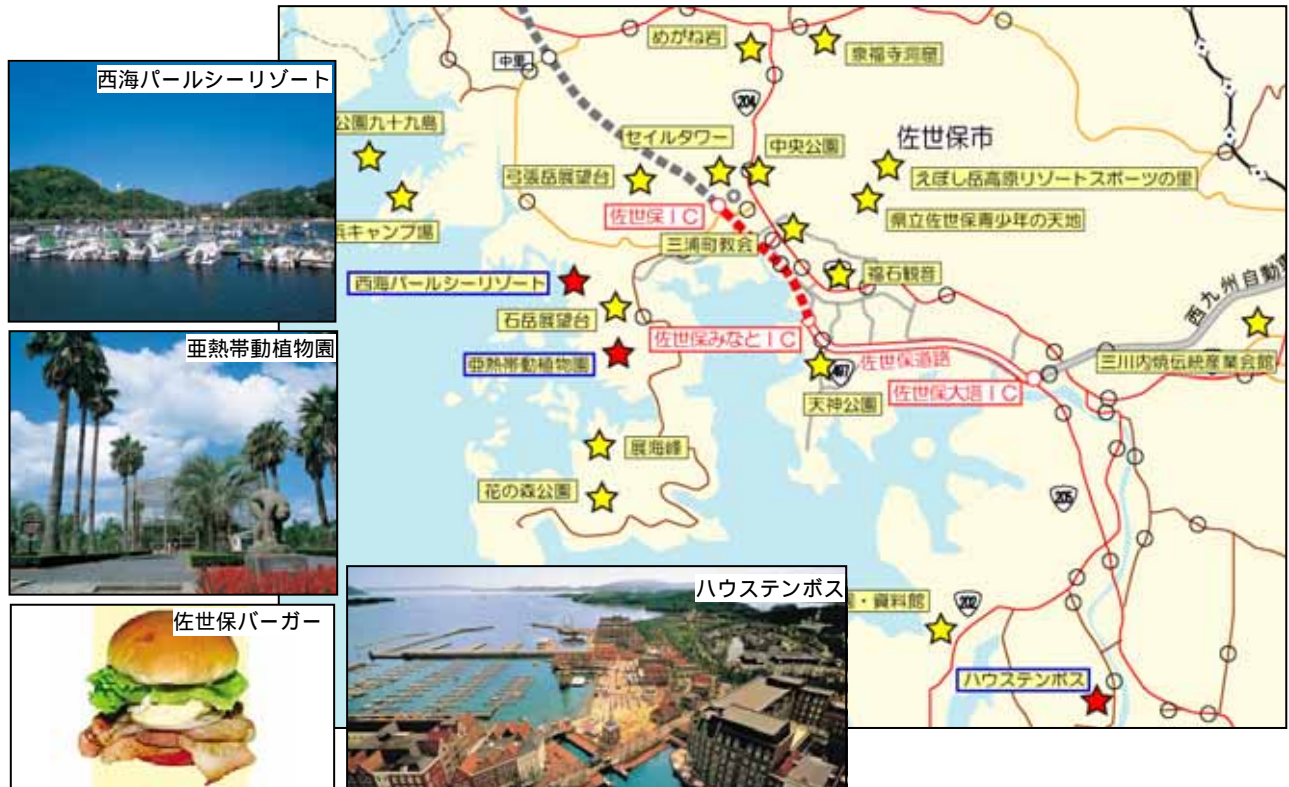 西海パールシーリゾート
亜熱帯動植物園
佐世保バーガー
ハウステンボス
めがね岩
泉福寺洞窟
中里
204
公園九十九島
セイルタワー
中央公園
佐世保市
弓張岳展望台
えぼし岳高原リゾートスポーツの里
浜キャンプ場
佐世保IC
県立佐世保青少年の天地
三浦町教会
西海パールシーリゾート
福石観音
西九州自動車
石岳展望台
佐世保みなとIC
亜熱帯動植物園
佐世保道路
三川内焼伝統産業会館
497
佐世保大塔IC
天神公園
展海峰
花の森公園
205
・資料館
202
ハウステンボス